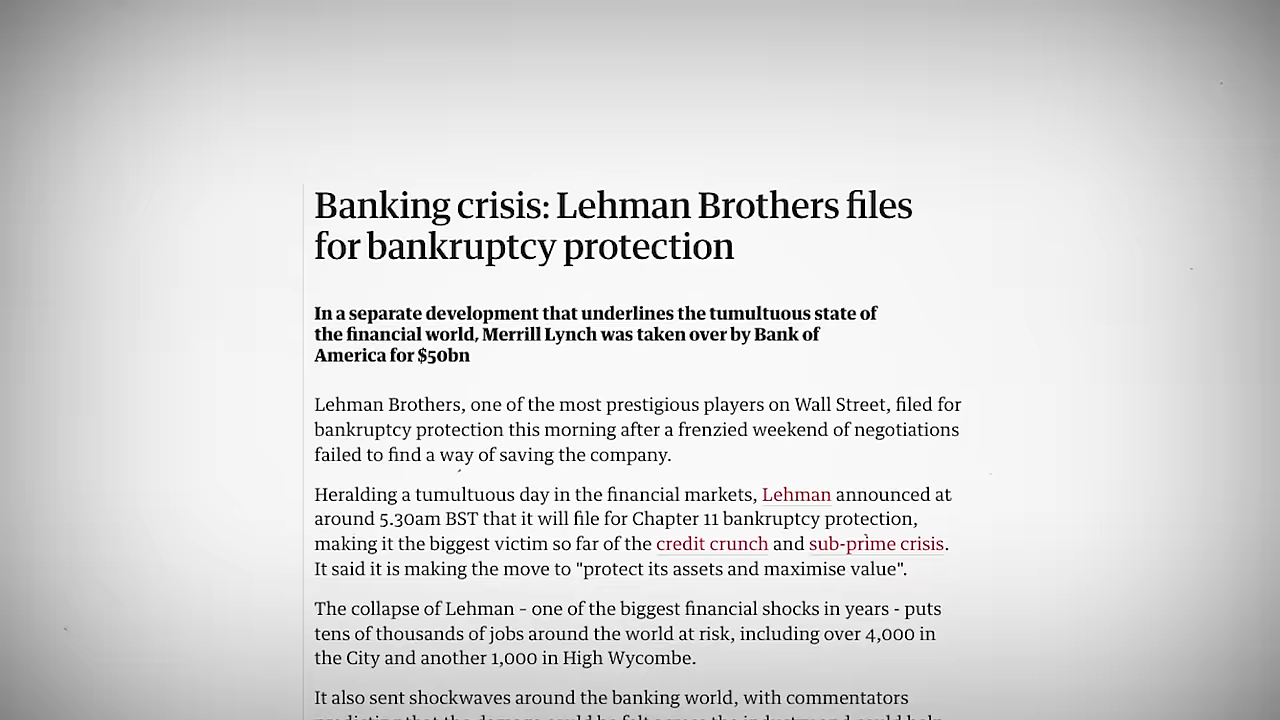 Banking crisis: Lehman Brothers files
for bankruptcy protection
In a separate development that underlines the tumultuous state of
the financial world, Merrill Lynch was taken over by Bank of
America for $50bn
Lehman Brothers, one of the most prestigious players on Wall Street, filed for
bankruptcy protection this morning after a frenzied weekend of negotiations
failed to find a way of saving the company.
Heralding a tumultuous day in the financial markets, Lehman announced at
around 5.30am BST that it will file for Chapter 11 bankruptcy protection,
making it the biggest victim so far of the credit crunch and sub-prime crisis.
It said it is making the move to "protect its assets and maximise value".
The collapse of Lehman - one of the biggest financial shocks in years - puts
tens of thousands of jobs around the world at risk, including over 4,000 in
the City and another 1,000 in High Wycombe.
It also sent shockwaves around the banking world, with commentators